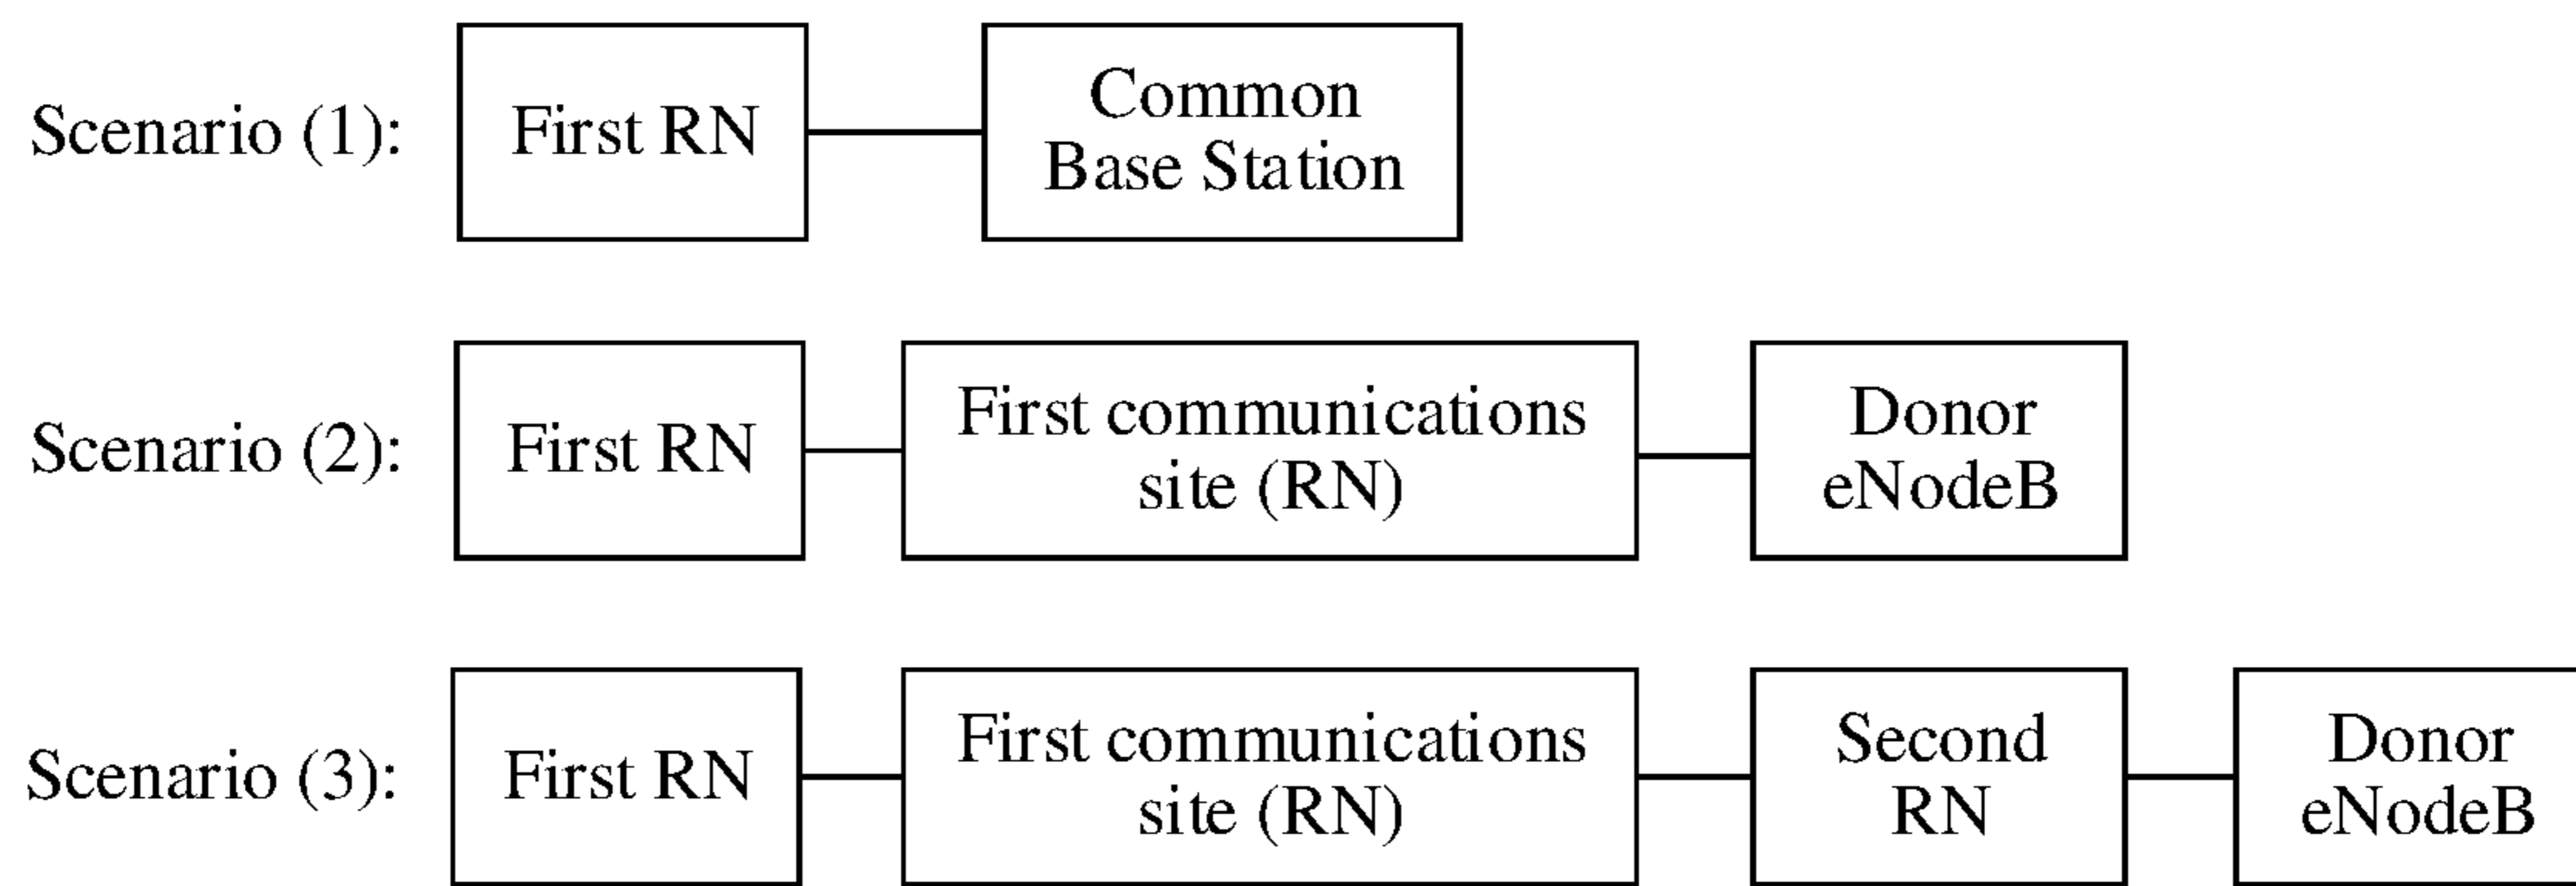 Scenario (1):
First RN
Common
Base Station
Scenario (2):
First RN
First communications
site (RN)
Donor
eNodeB
Scenario (3):
First RN
First communications
site (RN)
Second
RN
Donor
eNodeB